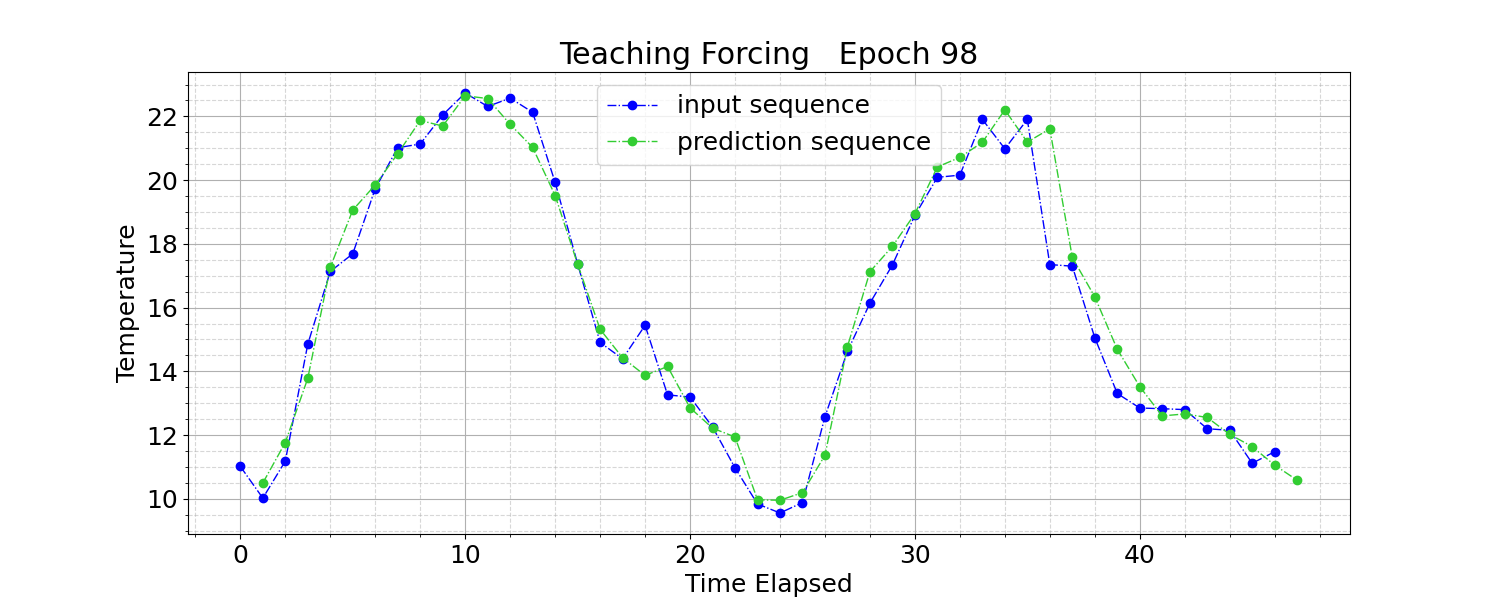 Teaching Forcing   Epoch 98
input sequence
prediction sequence
22
20
18
16
14
12
10
Temperature
0 10 20 30 40
Time Elapsed